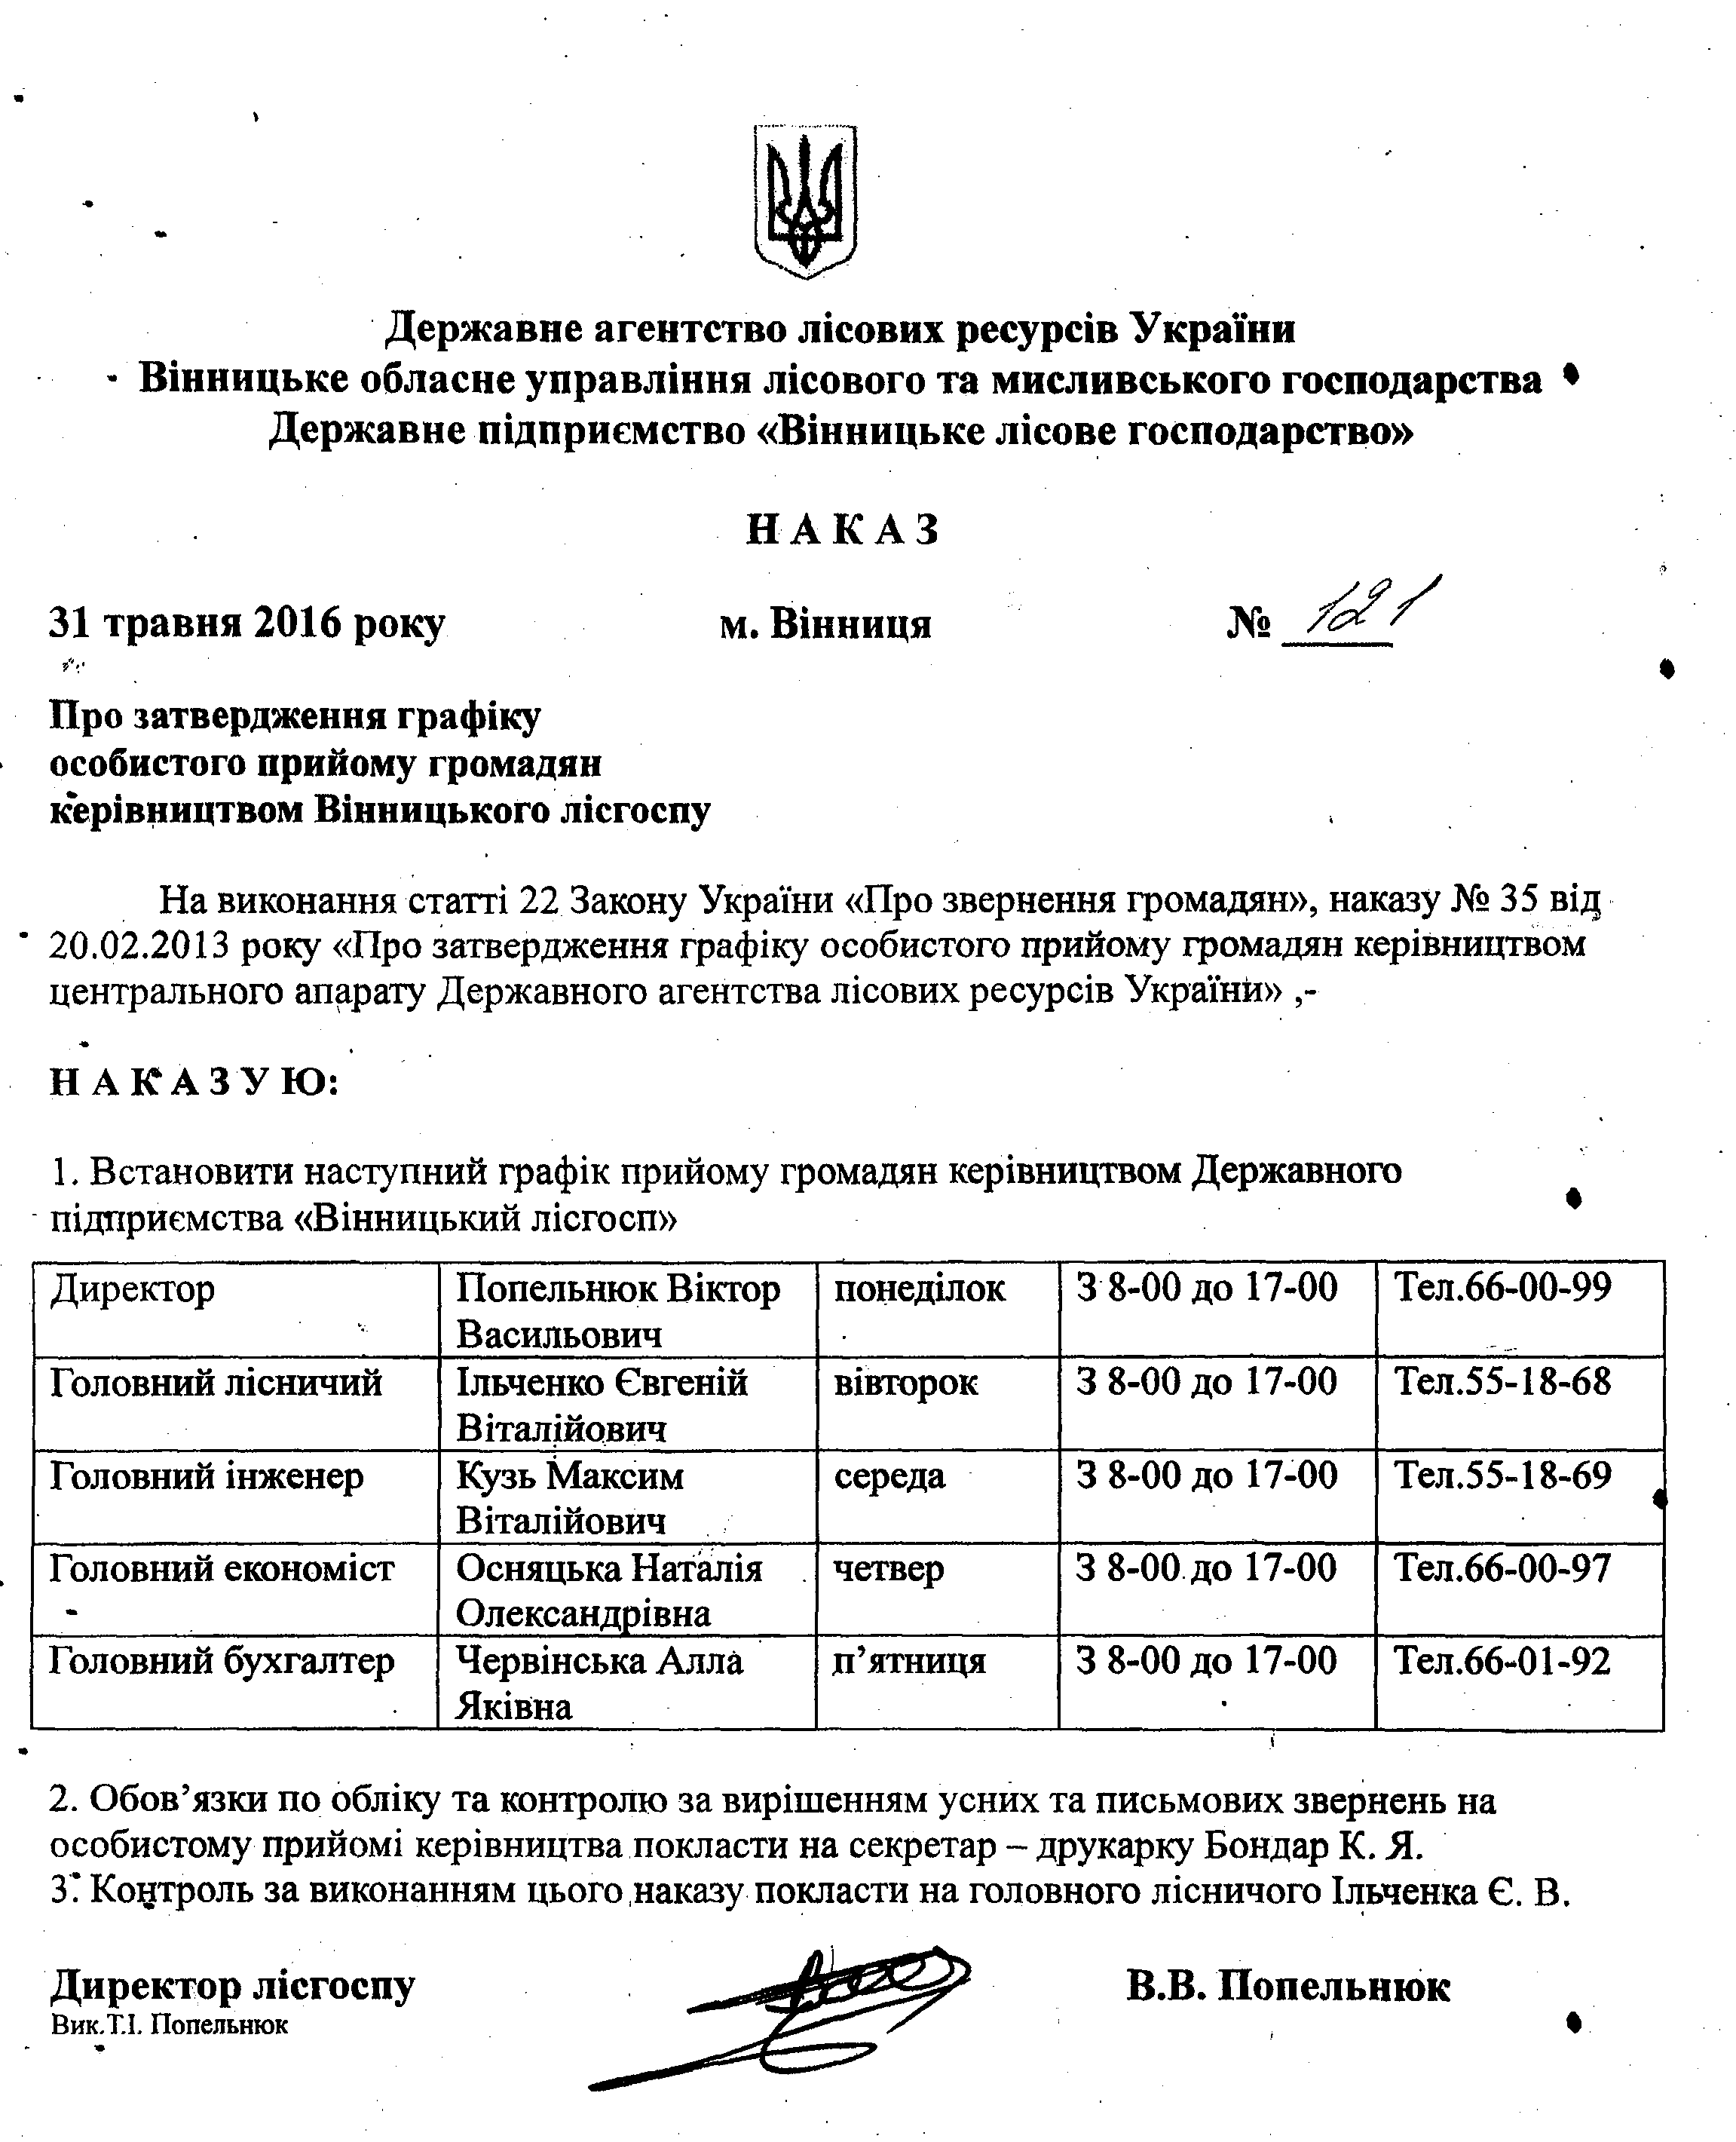 Державне агентство лісових ресурсів України
Вінницьке обласне управління лісового та мисливського господарства
Державне підприємство «Вінницьке лісове господарство»
Н А К А З
31 травня 2016 року м. Вінниця № 121
Про затвердження графіку
особистого прийому громадян
керівництвом Вінницького лісгоспу
На виконання статті 22 Закону України «Про звернення громадян», наказу № 35 від
20.02.2013 року «Про затвердження графіку особистого прийому громадян керівництвом
центрального апарату Державного агентства лісових ресурсів України» ,-
Н А К А З У Ю:
1. Встановити наступний графік прийому громадян керівництвом Державного
підприємства «Вінницький лісгосп»
Директор Попельнюк Віктор понеділок З 8-00 до 17-00 Тел.66-00-99
Васильович
Головний лісничий Ільченко Євгеній вівторок З 8-00 до 17-00 Тел.55-18-68
Віталійович
Головний інженер Кузь Максим середа З 8-00 до 17-00 Тел.55-18-69
Віталійович
Головний економіст Осняцька Наталія четвер З 8-00 до 17-00 Тел.66-00-97
Олександрівна
Головний бухгалтер Червінська Алла п’ятниця З 8-00 до 17-00 Тел.66-01-92
Яківна
2. Обов’язки по обліку та контролю за вирішенням усних та письмових звернень на
особистому прийомі керівництва покласти на секретар – друкарку Бондар К. Я.
3. Контроль за виконанням цього наказу покласти на головного лісничого Ільченка Є. В.
Директор лісгоспу В.В. Попельнюк
Вик.Т.І. Попельнюк